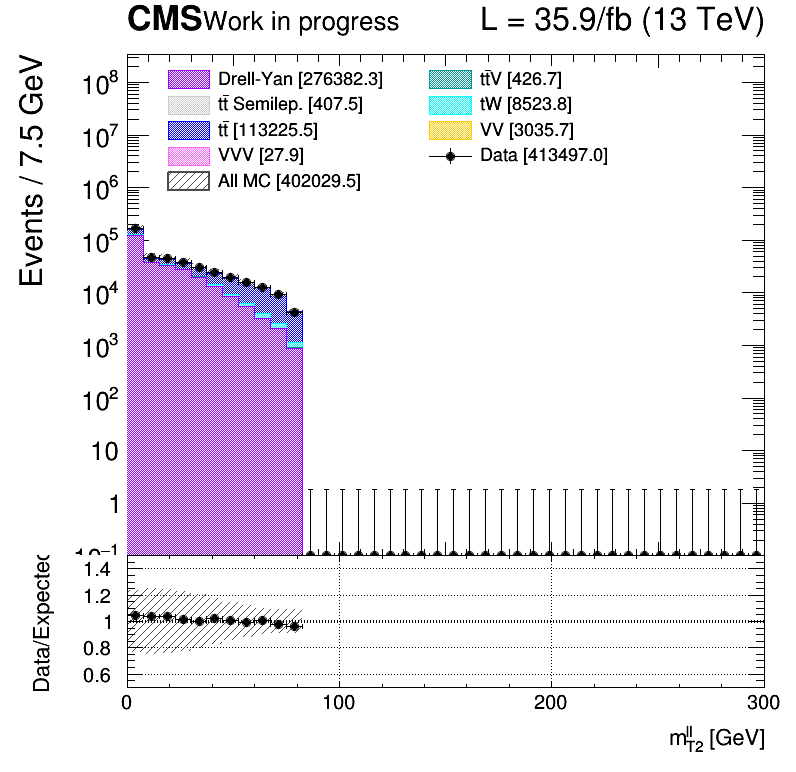 CMS Work in progress L = 35.9/fb (13 TeV)
Events / 7.5 GeV
Drell-Yan [276382.3]
tt̄ Semilep. [407.5]
tt̄ [113225.5]
VVV [27.9]
All MC [402029.5]
tt̄V [426.7]
tW [8523.8]
VV [3035.7]
Data [413497.0]
10⁸
10⁷
10⁶
10⁵
10⁴
10³
10²
10
1
10⁻¹
Data/Expected
1.4
1.2
1
0.8
0.6
0 100 200 300
m^{ll}_{T2} [GeV]